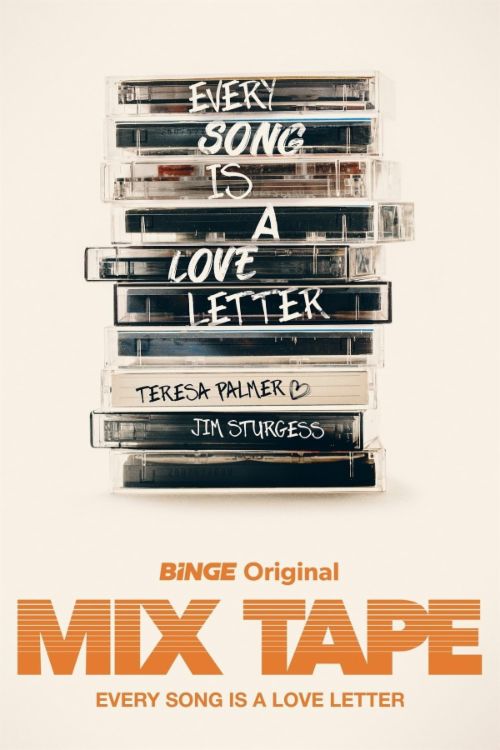 EVERY
SONG
IS
A
LOVE
LETTER
TERESA PALMER♡
JIM STURGESS
BiNGE Original
MIX TAPE
EVERY SONG IS A LOVE LETTER